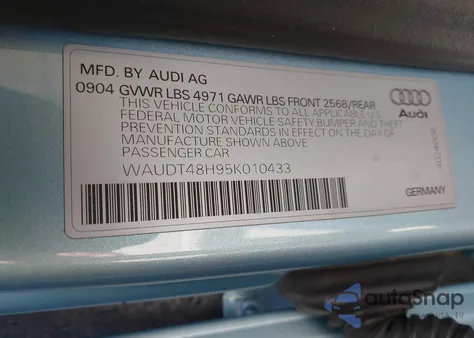 MFD. BY AUDI AG
0904 GVWR LBS 4971 GAWR LBS FRONT 2568/REAR
THIS VEHICLE CONFORMS TO ALL APPLICABLE U.S
FEDERAL MOTOR VEHICLE SAFETY, BUMPER AND THEFT
PREVENTION STANDARDS IN EFFECT ON THE DAY OF
MANUFACTURE SHOWN ABOVE
PASSENGER CAR
WAUDT48H95K010433
Audi
GERMANY
autoSnap